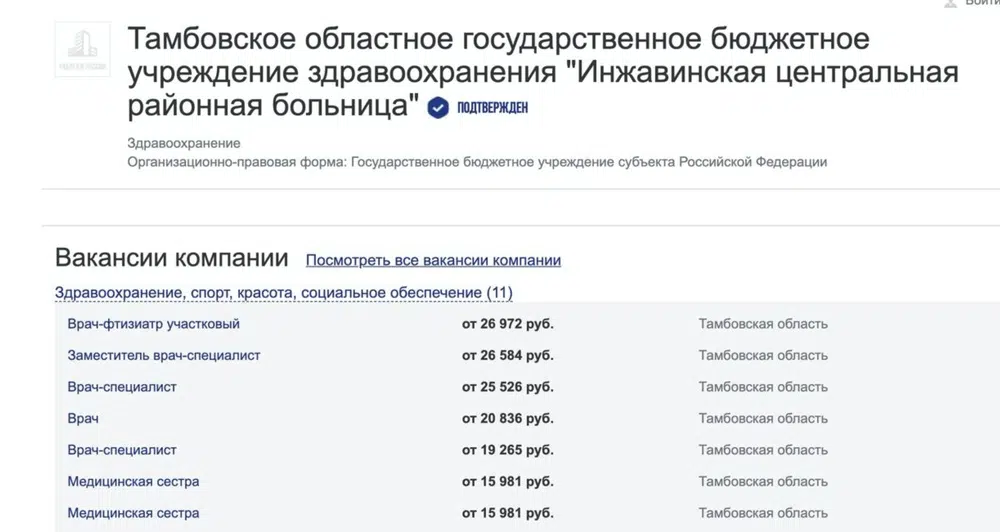 Войти
Тамбовское областное государственное бюджетное
учреждение здравоохранения "Инжавинская центральная
районная больница" ПОДТВЕРЖДЕН
Здравоохранение
Организационно-правовая форма: Государственное бюджетное учреждение субъекта Российской Федерации
Вакансии компании Посмотреть все вакансии компании
Здравоохранение, спорт, красота, социальное обеспечение (11)
Врач-фтизиатр участковый от 26 972 руб. Тамбовская область
Заместитель врач-специалист от 26 584 руб. Тамбовская область
Врач-специалист от 25 526 руб. Тамбовская область
Врач от 20 836 руб. Тамбовская область
Врач-специалист от 19 265 руб. Тамбовская область
Медицинская сестра от 15 981 руб. Тамбовская область
Медицинская сестра от 15 981 руб. Тамбовская область